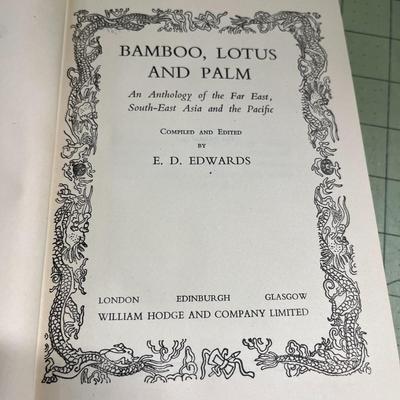 BAMBOO, LOTUS
AND PALM
An Anthology of the Far East,
South-East Asia and the Pacific
COMPILED AND EDITED
BY
E. D. EDWARDS
LONDON EDINBURGH GLASGOW
WILLIAM HODGE AND COMPANY LIMITED